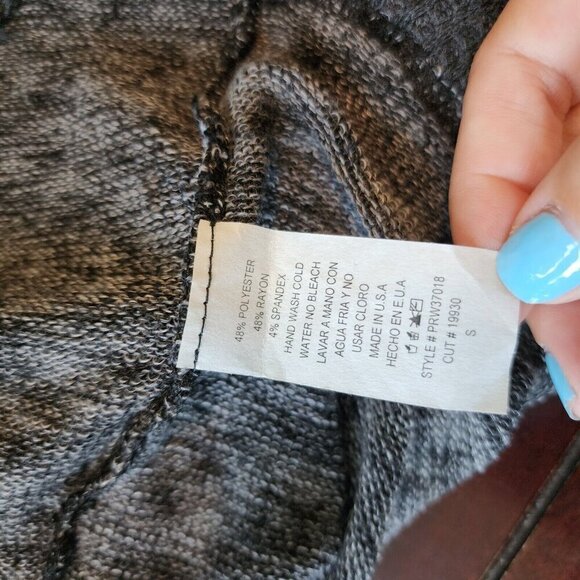 48% POLYESTER
48% RAYON
4% SPANDEX
HAND WASH COLD
WATER NO BLEACH
LAVAR A MANO CON
AGUA FRIA Y NO
USAR CLORO
MADE IN U.S.A
HECHO EN E.U.A
STYLE # PRW37018
CUT # 19930
S